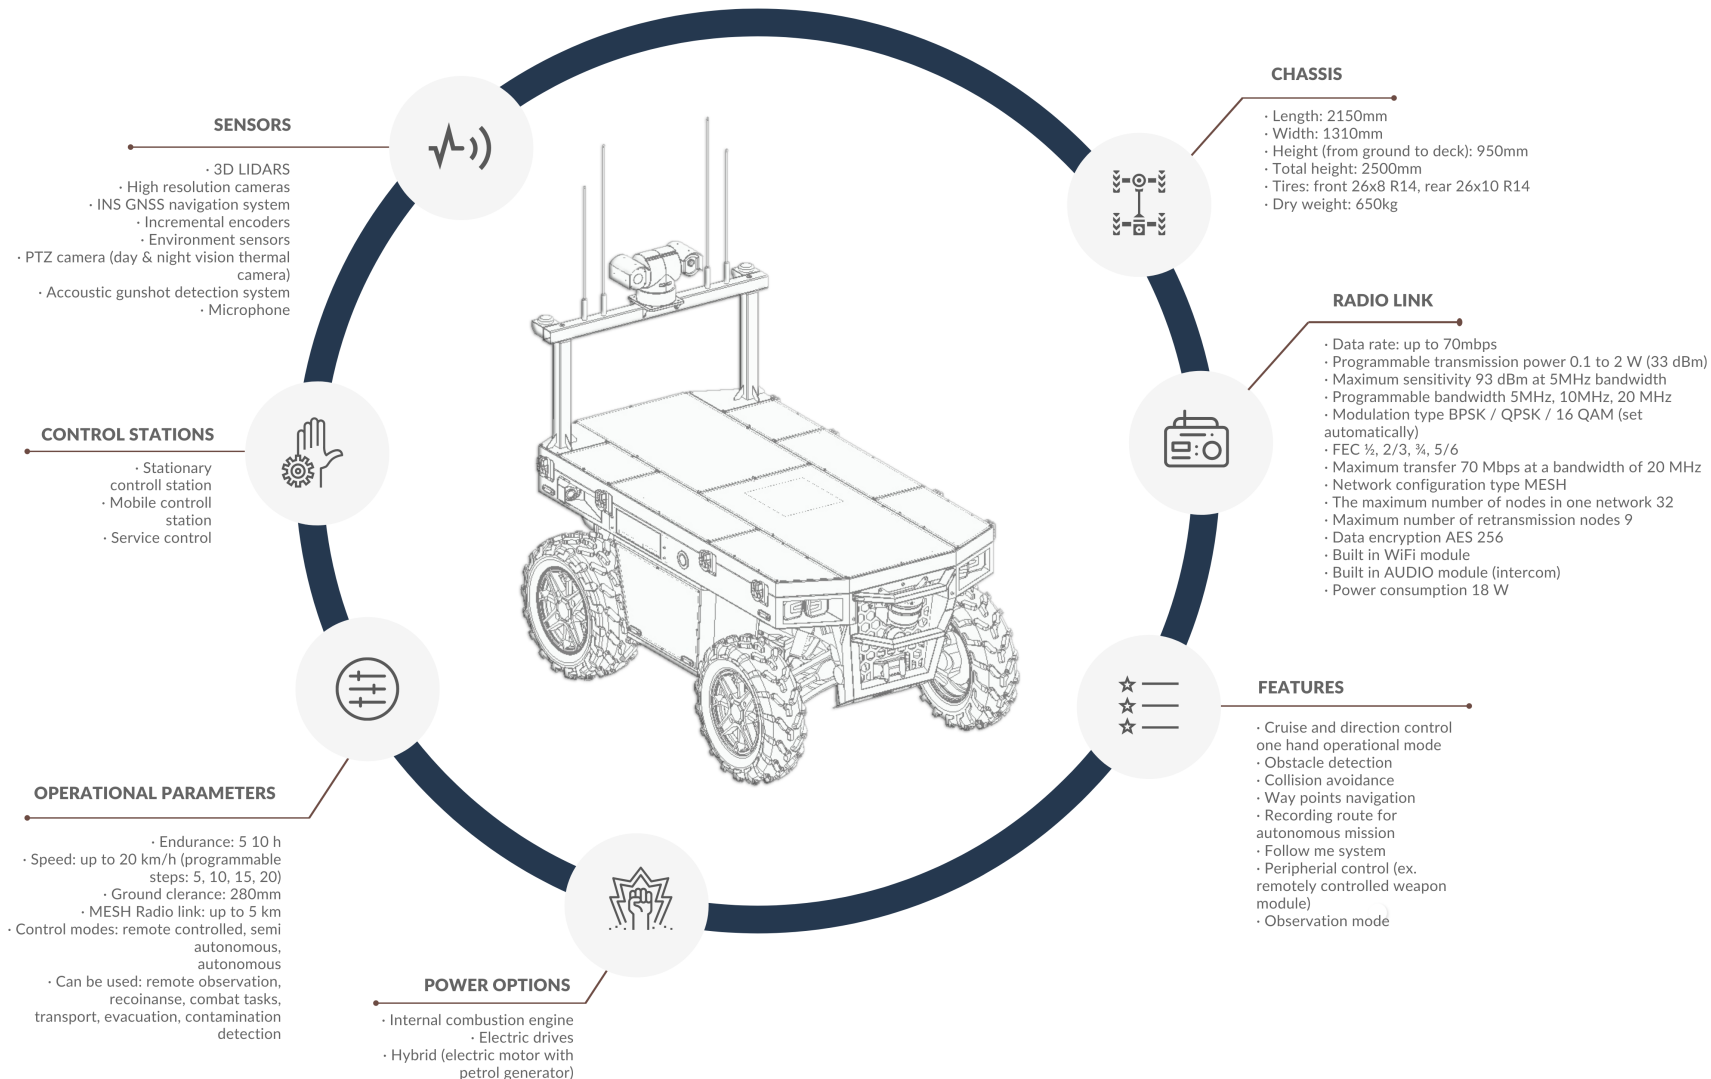 SENSORS
· 3D LIDARS
· High resolution cameras
· INS GNSS navigation system
· Incremental encoders
· Environment sensors
· PTZ camera (day & night vision thermal
camera)
· Accoustic gunshot detection system
· Microphone
CONTROL STATIONS
· Stationary
controll station
· Mobile controll
station
· Service control
OPERATIONAL PARAMETERS
· Endurance: 5 10 h
· Speed: up to 20 km/h (programmable
steps: 5, 10, 15, 20)
· Ground clerance: 280mm
· MESH Radio link: up to 5 km
· Control modes: remote controlled, semi
autonomous,
autonomous
· Can be used: remote observation,
recoinanse, combat tasks,
transport, evacuation, contamination
detection
POWER OPTIONS
· Internal combustion engine
· Electric drives
· Hybrid (electric motor with
petrol generator)
CHASSIS
· Length: 2150mm
· Width: 1310mm
· Height (from ground to deck): 950mm
· Total height: 2500mm
· Tires: front 26x8 R14, rear 26x10 R14
· Dry weight: 650kg
RADIO LINK
· Data rate: up to 70mbps
· Programmable transmission power 0.1 to 2 W (33 dBm)
· Maximum sensitivity 93 dBm at 5MHz bandwidth
· Programmable bandwidth 5MHz, 10MHz, 20 MHz
· Modulation type BPSK / QPSK / 16 QAM (set
automatically)
· FEC ½, 2/3, ¾, 5/6
· Maximum transfer 70 Mbps at a bandwidth of 20 MHz
· Network configuration type MESH
· The maximum number of nodes in one network 32
· Maximum number of retransmission nodes 9
· Data encryption AES 256
· Built in WiFi module
· Built in AUDIO module (intercom)
· Power consumption 18 W
FEATURES
· Cruise and direction control
one hand operational mode
· Obstacle detection
· Collision avoidance
· Way points navigation
· Recording route for
autonomous mission
· Follow me system
· Peripherial control (ex.
remotely controlled weapon
module)
· Observation mode